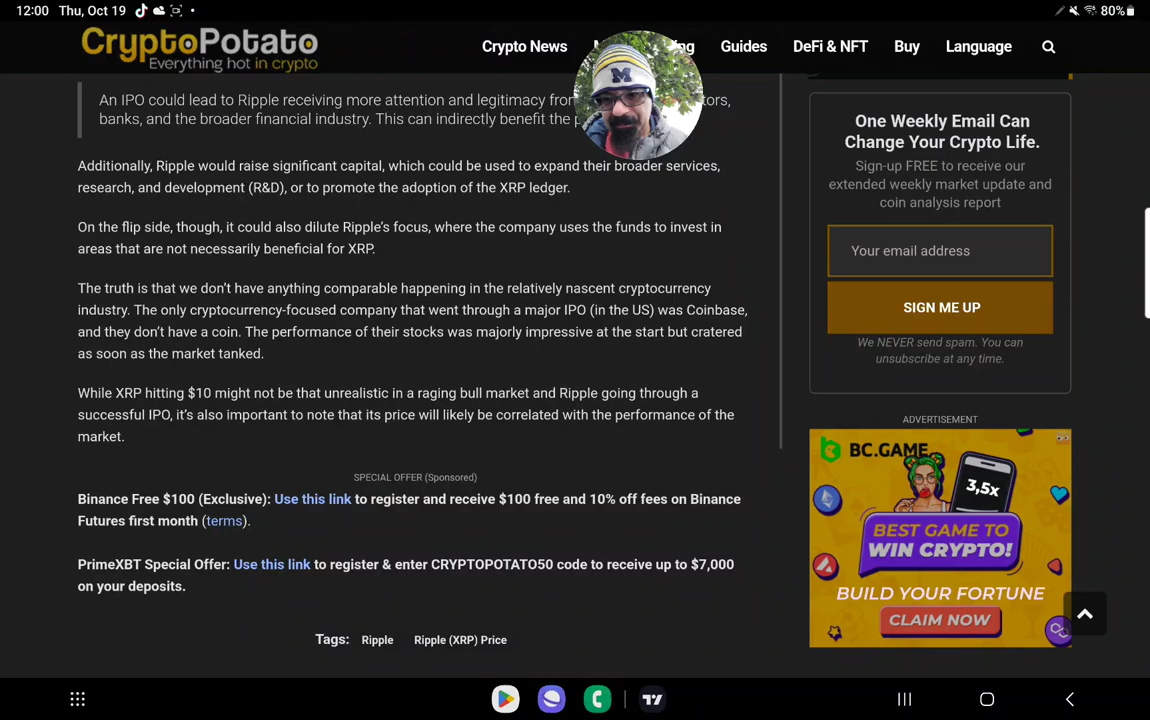 12:00 Thu, Oct 19
80%
CryptoPotato
Everything hot in crypto
Crypto News
Guides
DeFi & NFT
Buy
Language
An IPO could lead to Ripple receiving more attention and legitimacy
banks, and the broader financial industry. This can indirectly benefit the
Additionally, Ripple would raise significant capital, which could be used to expand their broader services,
research, and development (R&D), or to promote the adoption of the XRP ledger.
On the flip side, though, it could also dilute Ripple’s focus, where the company uses the funds to invest in
areas that are not necessarily beneficial for XRP.
The truth is that we don’t have anything comparable happening in the relatively nascent cryptocurrency
industry. The only cryptocurrency-focused company that went through a major IPO (in the US) was Coinbase,
and they don’t have a coin. The performance of their stocks was majorly impressive at the start but cratered
as soon as the market tanked.
While XRP hitting $10 might not be that unrealistic in a raging bull market and Ripple going through a
successful IPO, it’s also important to note that its price will likely be correlated with the performance of the
market.
SPECIAL OFFER (Sponsored)
Binance Free $100 (Exclusive): Use this link to register and receive $100 free and 10% off fees on Binance
Futures first month (terms).
PrimeXBT Special Offer: Use this link to register & enter CRYPTOPOTATO50 code to receive up to $7,000
on your deposits.
Tags: Ripple Ripple (XRP) Price
One Weekly Email Can
Change Your Crypto Life.
Sign-up FREE to receive our
extended weekly market update and
coin analysis report
Your email address
SIGN ME UP
We NEVER send spam. You can
unsubscribe at any time.
ADVERTISEMENT
BC.GAME
3,5x
BEST GAME TO
WIN CRYPTO!
BUILD YOUR FORTUNE
CLAIM NOW
M